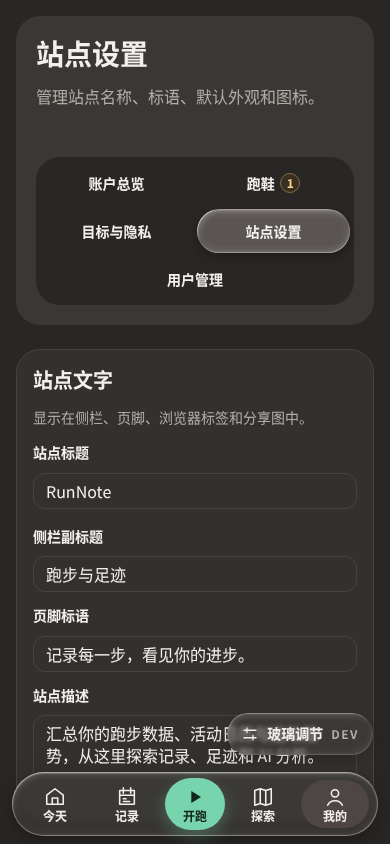 站点设置
管理站点名称、标语、默认外观和图标。
账户总览
跑鞋 1
目标与隐私
站点设置
用户管理
站点文字
显示在侧栏、页脚、浏览器标签和分享图中。
站点标题
RunNote
侧栏副标题
跑步与足迹
页脚标语
记录每一步，看见你的进步。
站点描述
汇总你的跑步数据、活动
势，从这里探索记录、足迹和 AI 分析。
玻璃调节 DEV
今天
记录
开跑
探索
我的